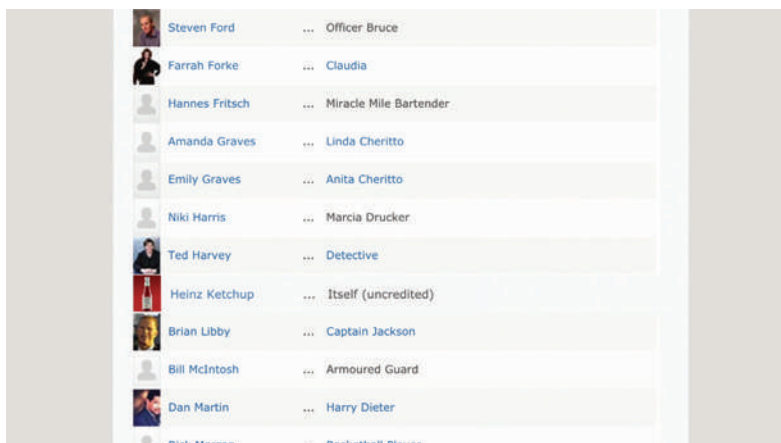 Steven Ford ... Officer Bruce
Farrah Forke ... Claudia
Hannes Fritsch ... Miracle Mile Bartender
Amanda Graves ... Linda Cheritto
Emily Graves ... Anita Cheritto
Niki Harris ... Marcia Drucker
Ted Harvey ... Detective
Heinz Ketchup ... Itself (uncredited)
Brian Libby ... Captain Jackson
Bill McIntosh ... Armoured Guard
Dan Martin ... Harry Dieter